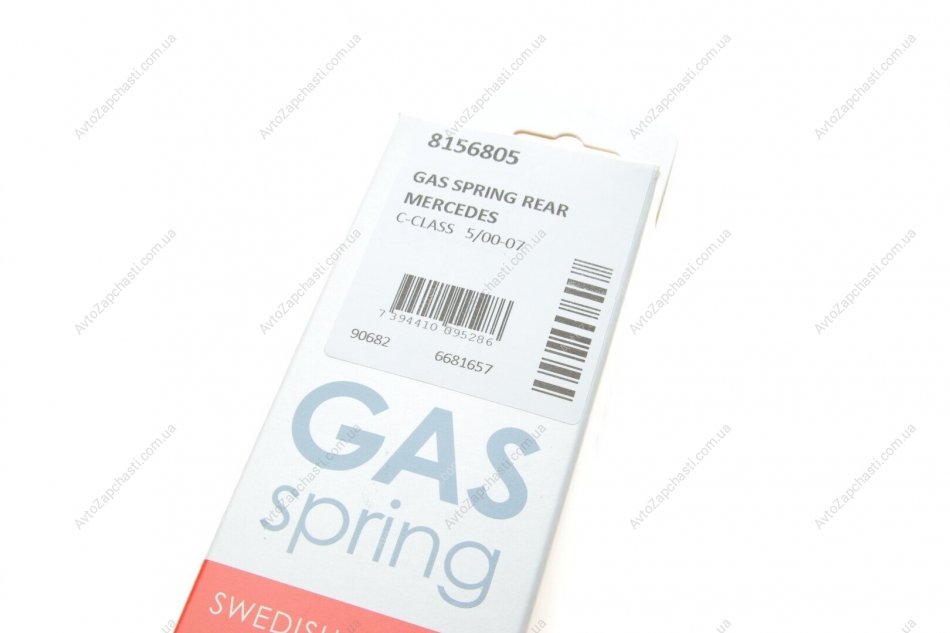 8156805
GAS SPRING REAR
MERCEDES
C-CLASS 5/00-07
7 394410 895286
90682 6681657
GAS
spring
SWEDISH
AvtoZapchasti.com.ua